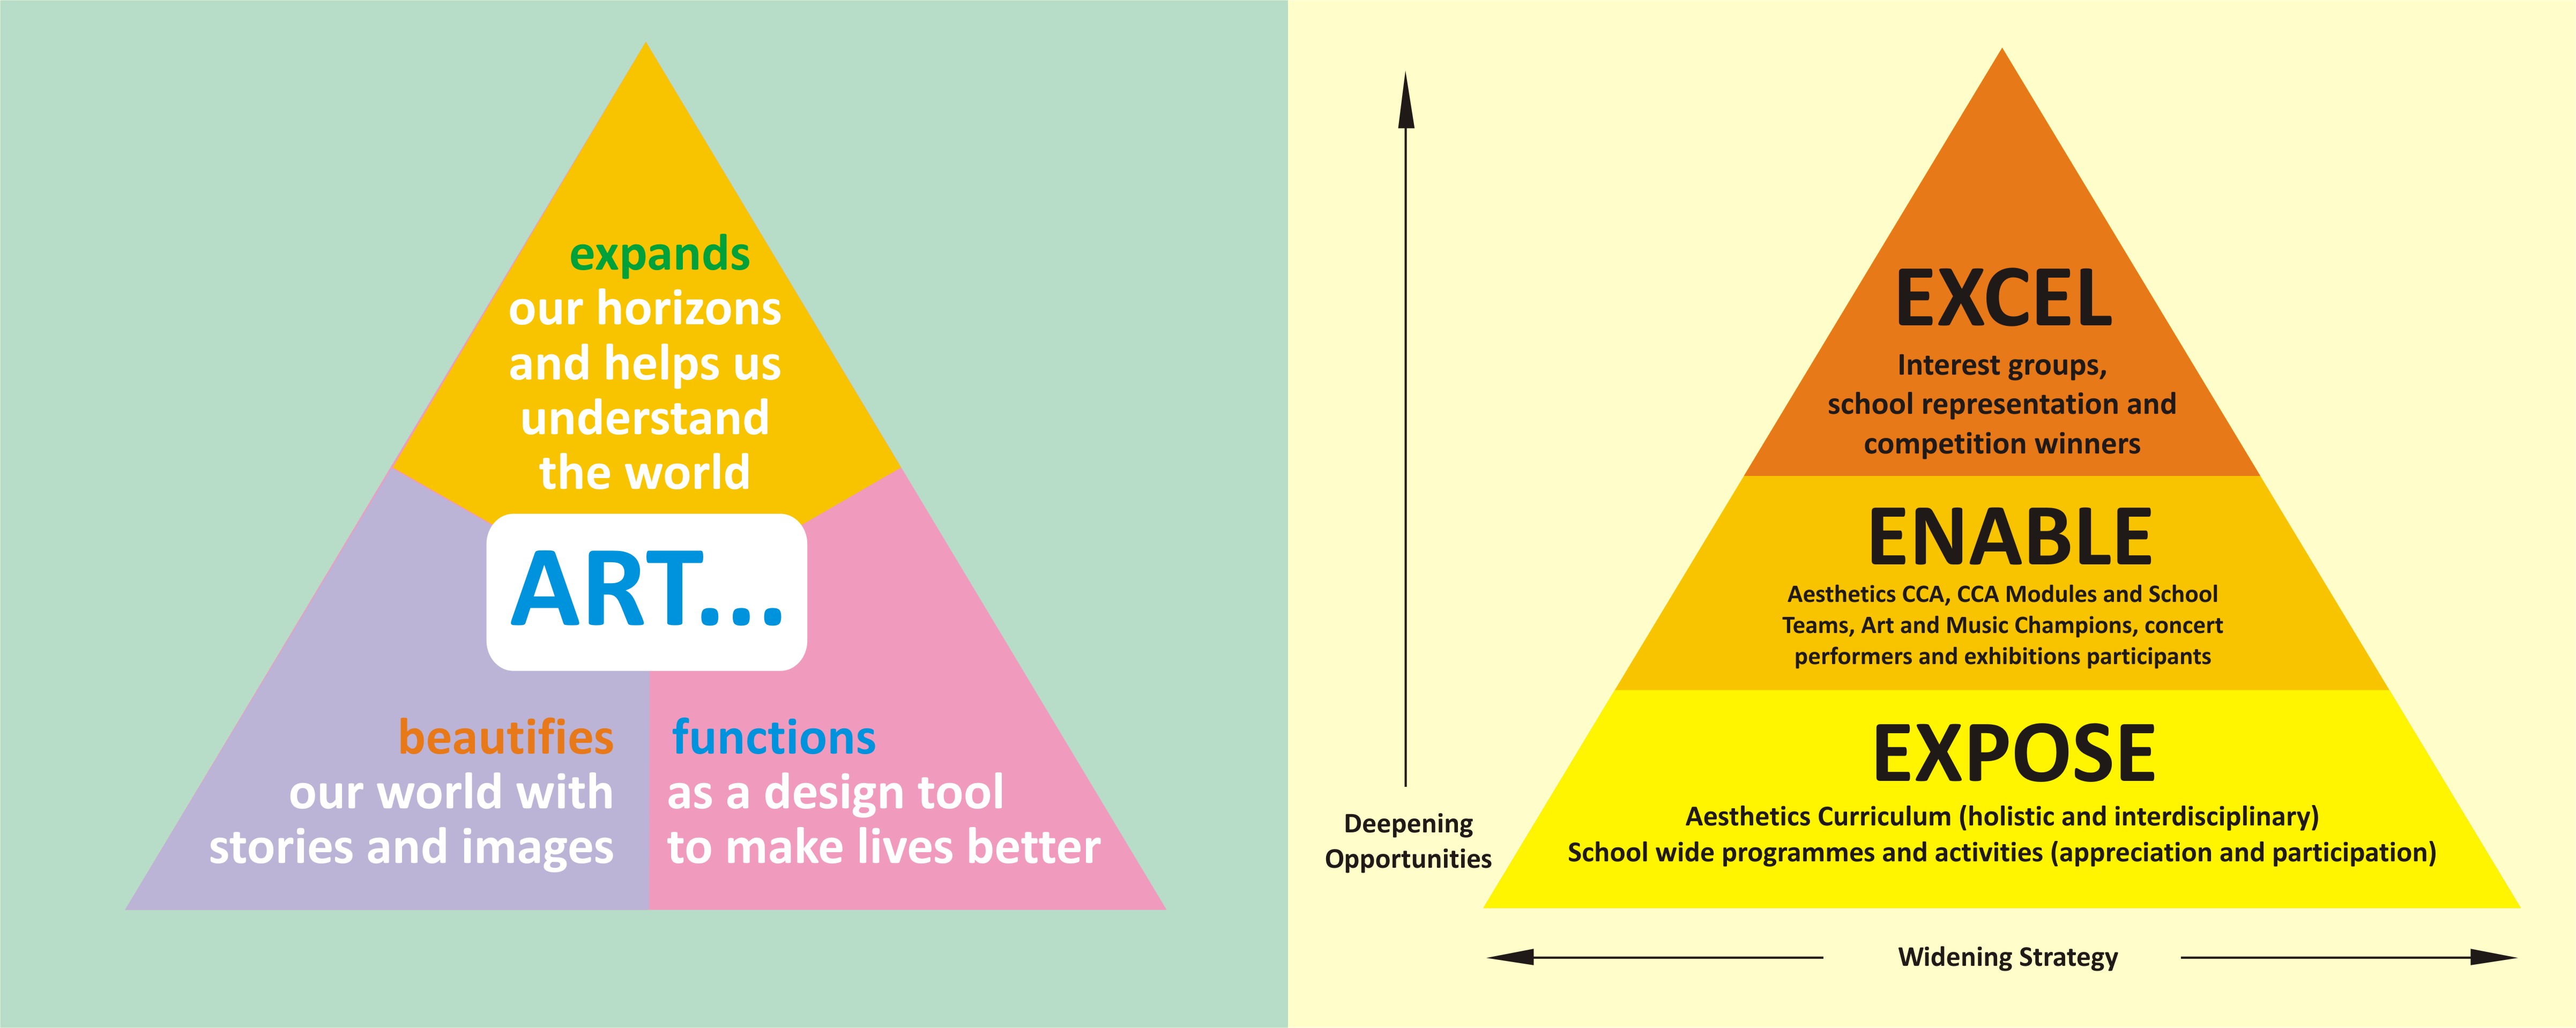 expands
our horizons
and helps us
understand
the world
ART...
beautifies
our world with
stories and images
functions
as a design tool
to make lives better
EXCEL
Interest groups,
school representation and
competition winners
ENABLE
Aesthetics CCA, CCA Modules and School
Teams, Art and Music Champions, concert
performers and exhibitions participants
EXPOSE
Aesthetics Curriculum (holistic and interdisciplinary)
School wide programmes and activities (appreciation and participation)
Deepening
Opportunities
Widening Strategy